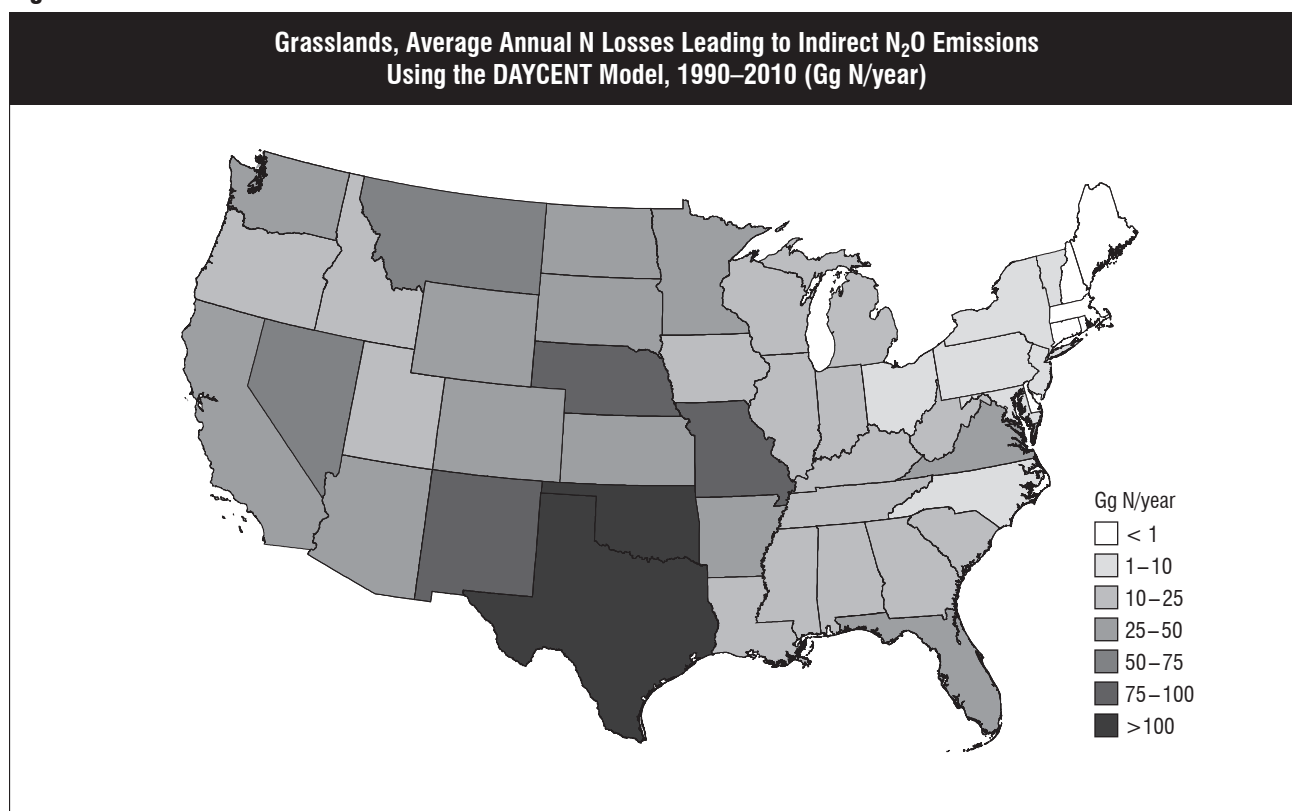 Grasslands, Average Annual N Losses Leading to Indirect N₂O Emissions
Using the DAYCENT Model, 1990–2010 (Gg N/year)
Gg N/year
< 1
1–10
10–25
25–50
50–75
75–100
>100